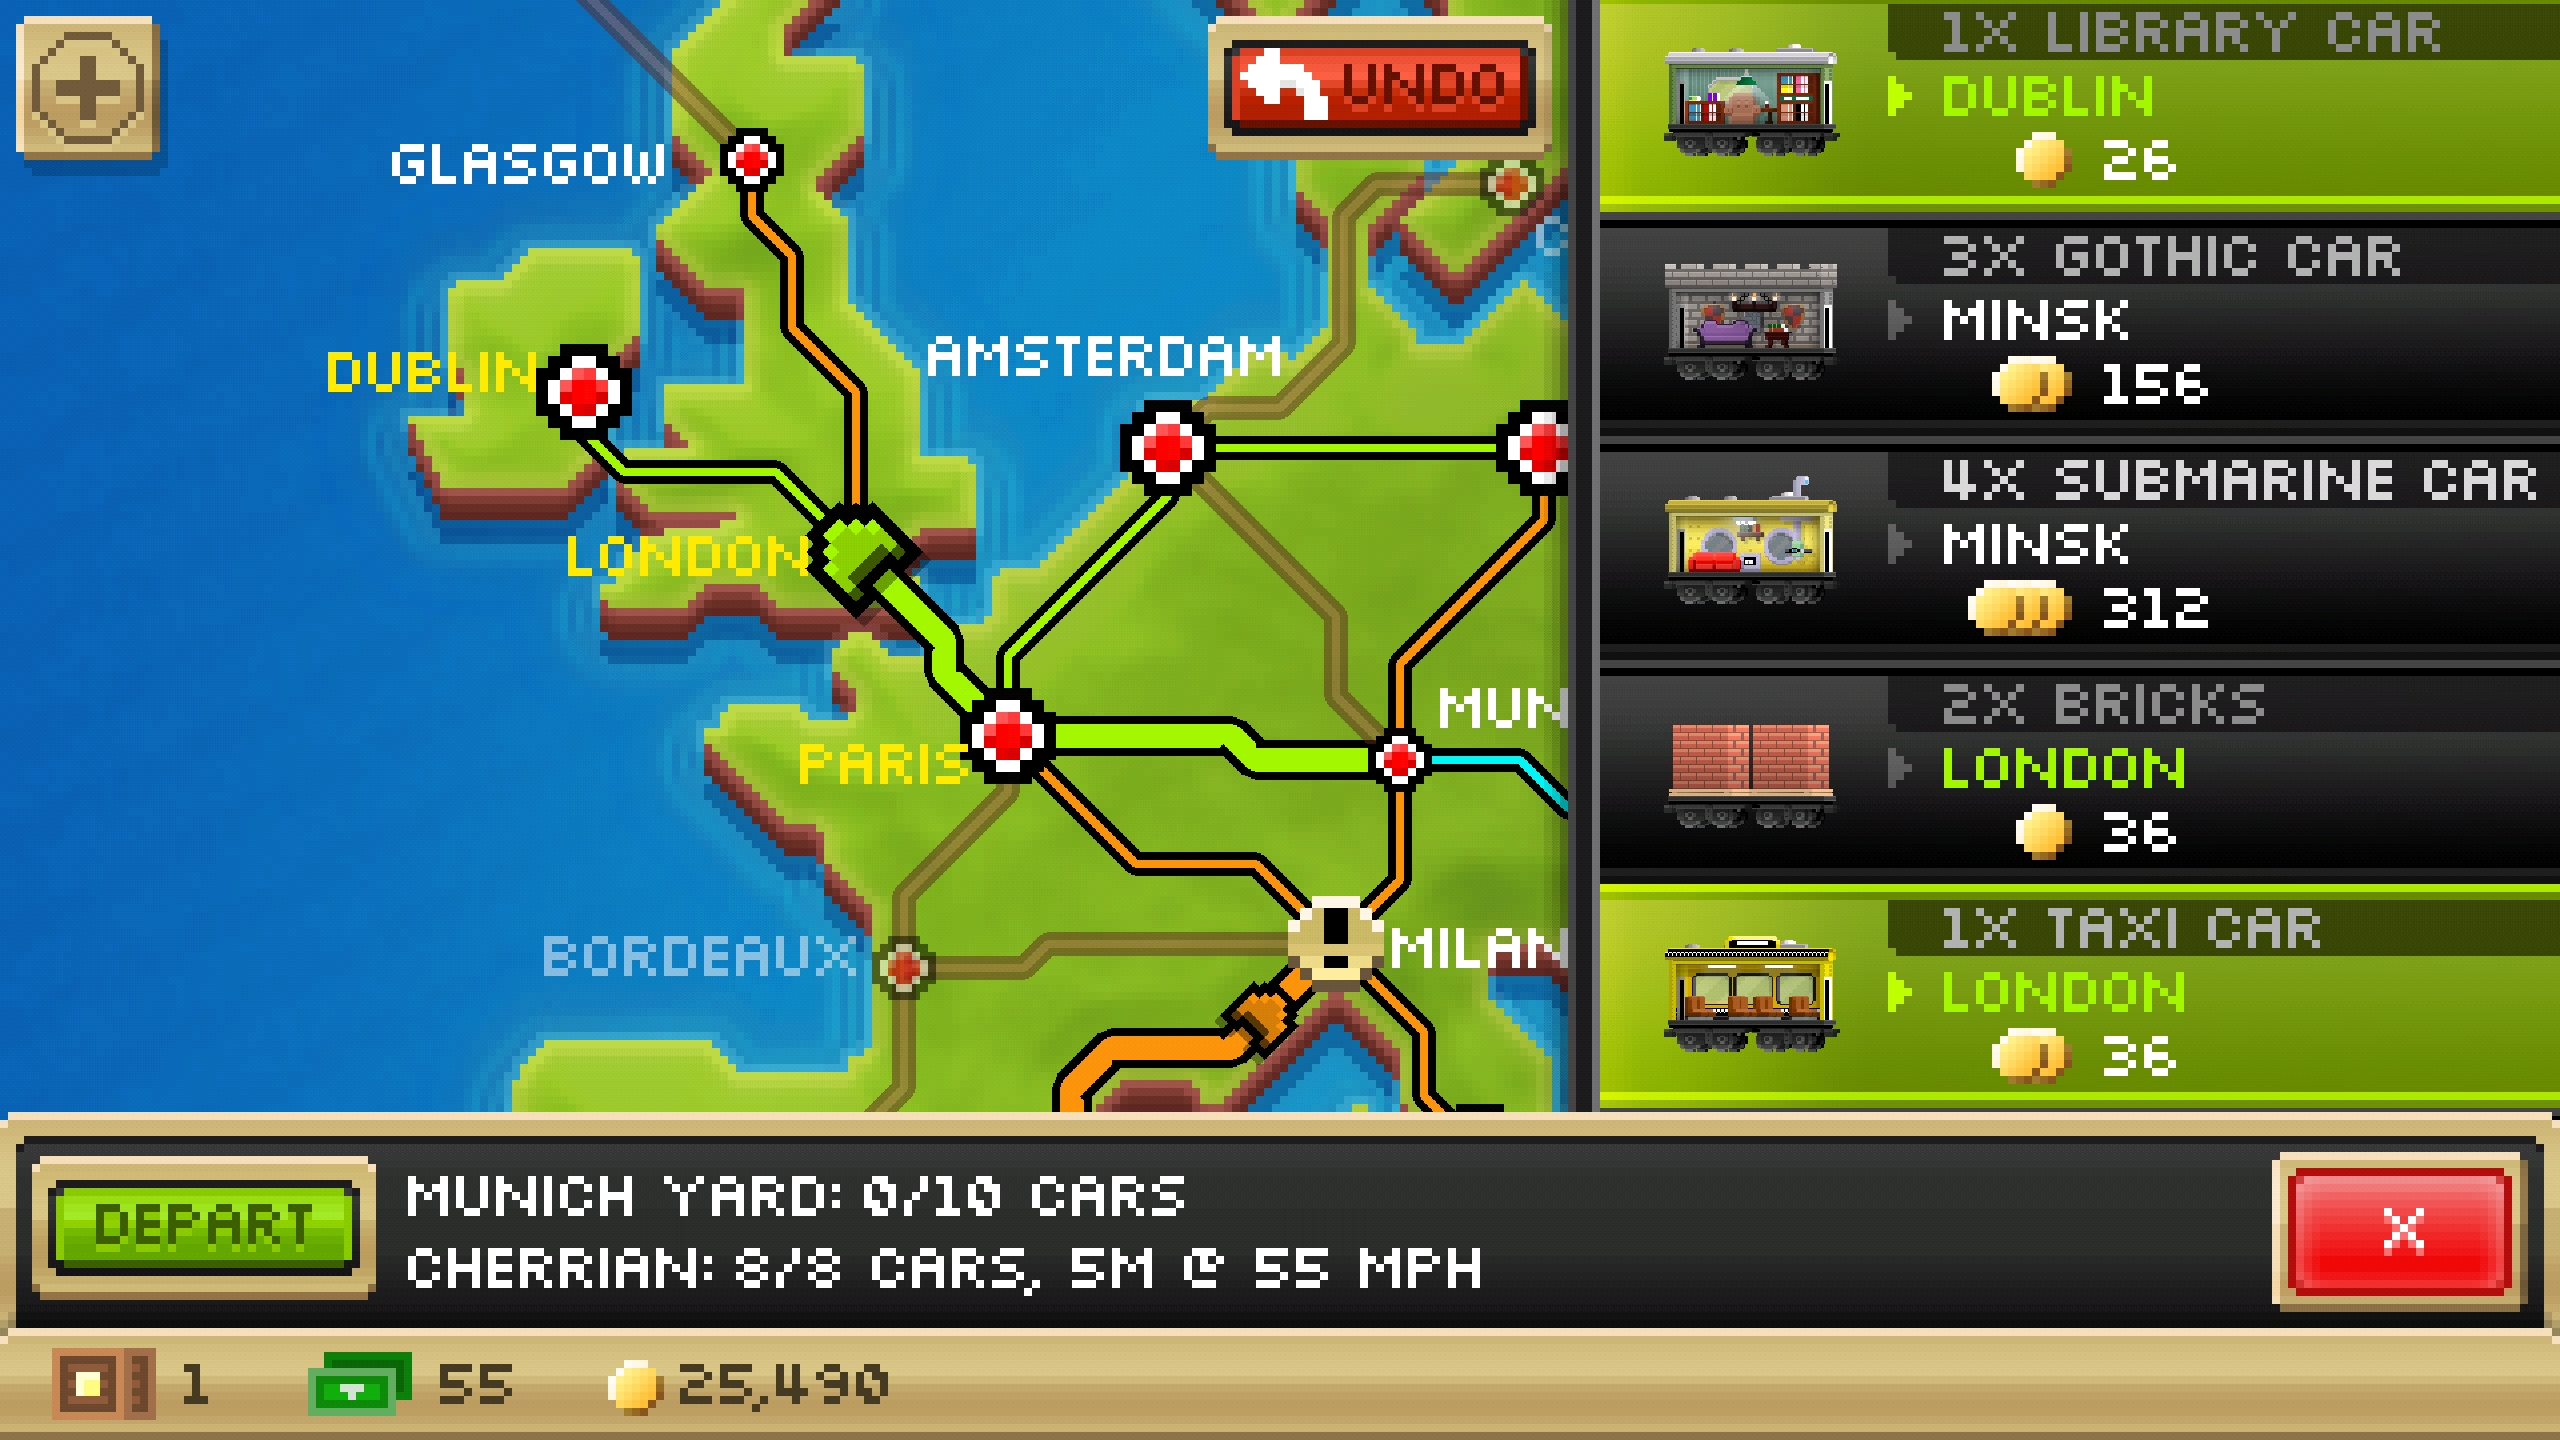 UNDO
GLASGOW
DUBLIN
AMSTERDAM
LONDON
MUN
PARIS
BORDEAUX
MILAN
1X LIBRARY CAR
DUBLIN
26
3X GOTHIC CAR
MINSK
156
4X SUBMARINE CAR
MINSK
312
2X BRICKS
LONDON
36
1X TAXI CAR
LONDON
36
DEPART
MUNICH YARD: 0/10 CARS
CHERRIAN: 8/8 CARS, 5M @ 55 MPH
X
1
55
25,490